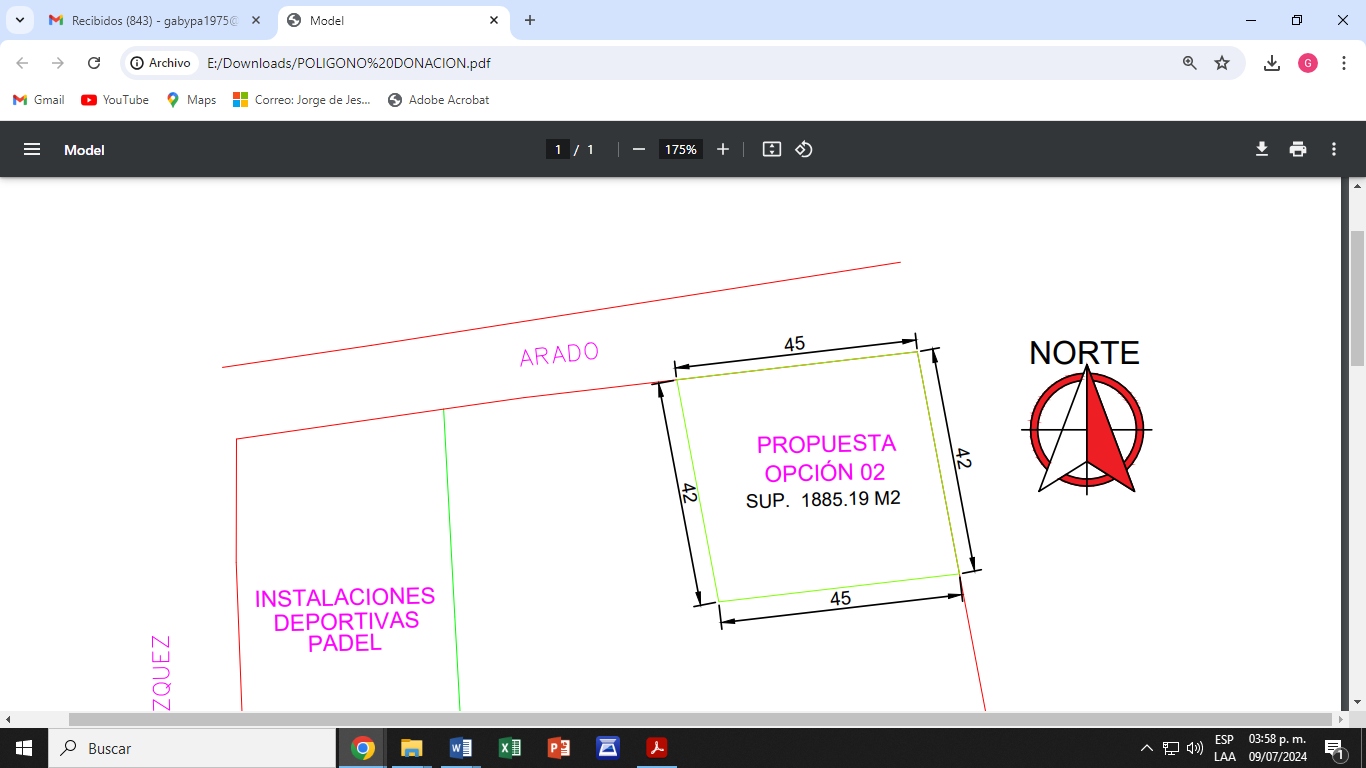 Recibidos (843) - gabypa1975@
Model
Archivo
E:/Downloads/POLIGONO%20DONACION.pdf
G
Gmail
YouTube
Maps
Correo: Jorge de Jes...
Adobe Acrobat
Model
1 / 1
175%
ARADO
45
NORTE
42
PROPUESTA
OPCIÓN 02
SUP. 1885.19 M2
42
45
INSTALACIONES
DEPORTIVAS
PADEL
ZQUEZ
Buscar
ESP
LAA
03:58 p. m.
09/07/2024
1